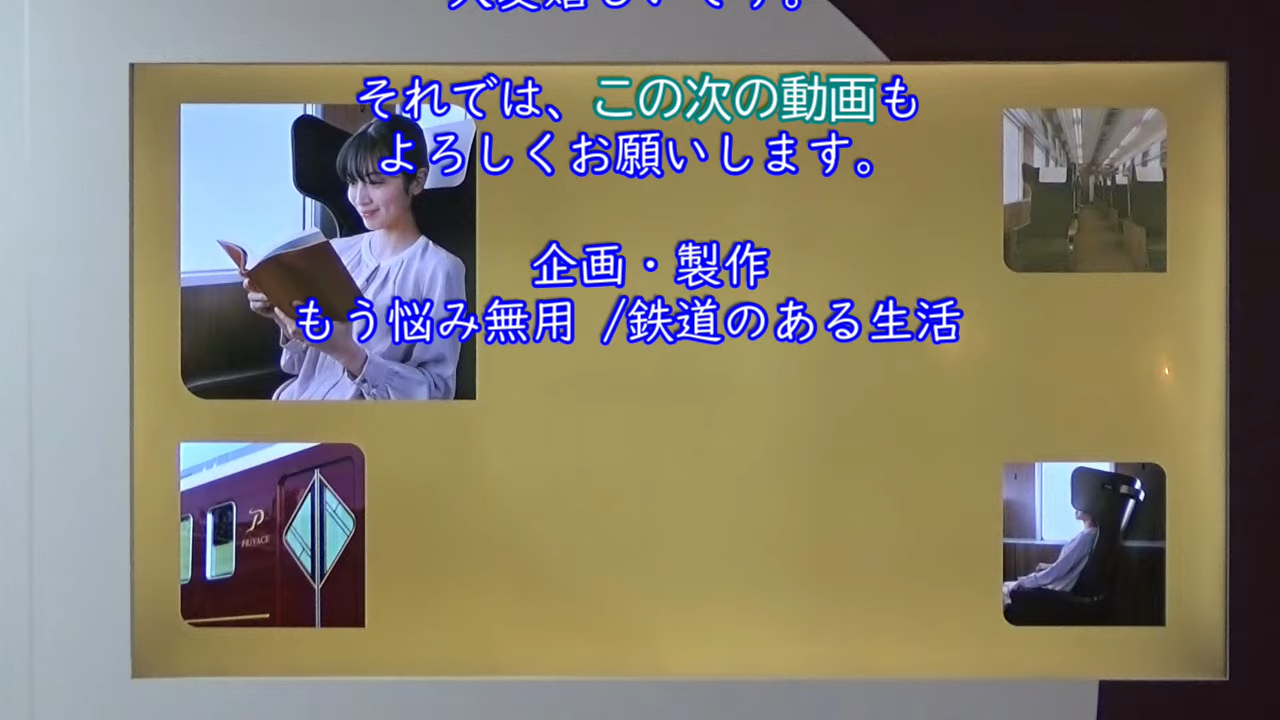 それでは、この次の動画も
よろしくお願いします。
企画・製作
もう悩み無用 /鉄道のある生活
P
PRiVACE